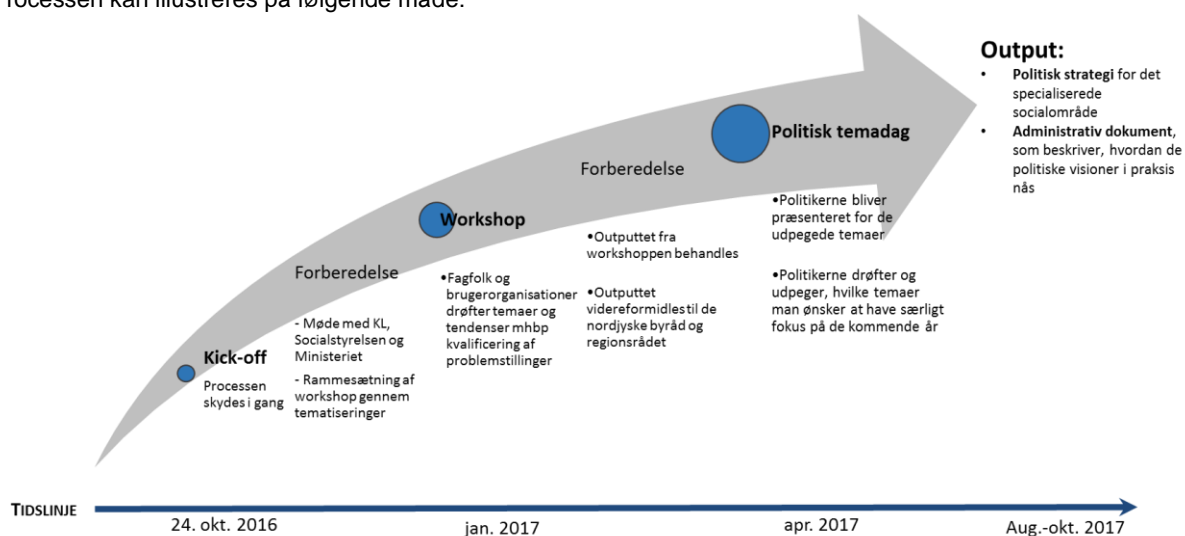 rocessen kan illustreres på følgende måde:
Output:
• Politisk strategi for det
specialiserede
socialområde
• Administrativ dokument,
som beskriver, hvordan de
politiske visioner i praksis
nås
Politisk temadag
•Politikerne bliver
præsenteret for de
udpegede temaer
•Politikerne drøfter og
udpeger, hvilke temaer
man ønsker at have særligt
fokus på de kommende år
Forberedelse
•Outputtet fra
workshoppen behandles
•Outputtet
videreformidles til de
nordjyske byråd og
regionsrådet
Workshop
•Fagfolk og
brugerorganisationer
drøfter temaer og
tendenser mhbp
kvalificering af
problemstillinger
Forberedelse
- Møde med KL,
Socialstyrelsen og
Ministeriet
- Rammesætning af
workshop gennem
tematiseringer
Kick-off
Processen
skydes i gang
TIDSLINJE
24. okt. 2016
jan. 2017
apr. 2017
Aug.-okt. 2017